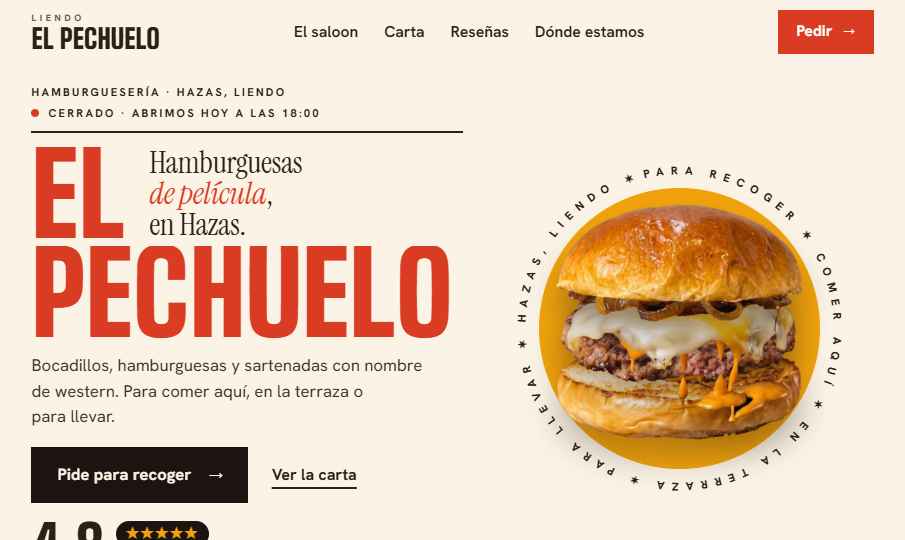 LIENDO
EL PECHUELO
El saloon
Carta
Reseñas
Dónde estamos
Pedir →
HAMBURGUESERÍA · HAZAS, LIENDO
CERRADO · ABRIMOS HOY A LAS 18:00
EL
Hamburguesas
de película,
en Hazas.
PECHUELO
Bocadillos, hamburguesas y sartenadas con nombre
de western. Para comer aquí, en la terraza o
para llevar.
Pide para recoger →
Ver la carta
★★★★★
PARA RECOGER ✶ COMER AQUÍ ✶ EN LA TERRAZA ✶ PARA LLEVAR ✶ HAZAS, LIENDO ✶